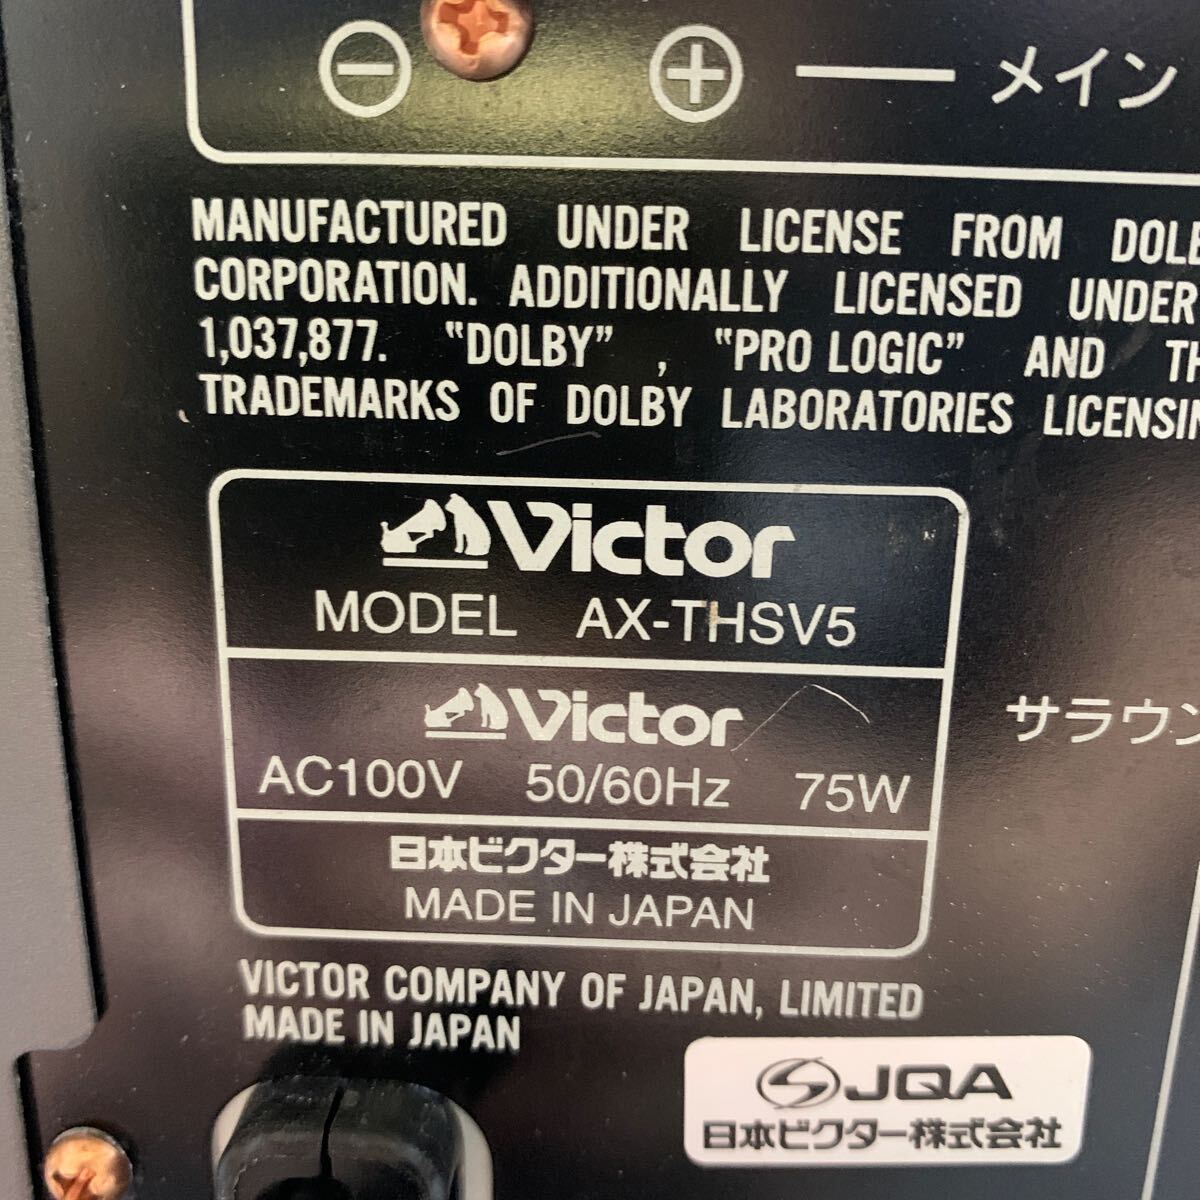 ⊖ ⊕ メイン
MANUFACTURED UNDER LICENSE FROM
CORPORATION. ADDITIONALLY LICENSED UNDER
1,037,877. "DOLBY" , "PRO LOGIC" AND
TRADEMARKS OF DOLBY LABORATORIES
Victor
MODEL AX-THSV5
Victor
AC100V 50/60Hz 75W
サラウン
日本ビクター株式会社
MADE IN JAPAN
VICTOR COMPANY OF JAPAN, LIMITED
MADE IN JAPAN
JQA
日本ビクター株式会社